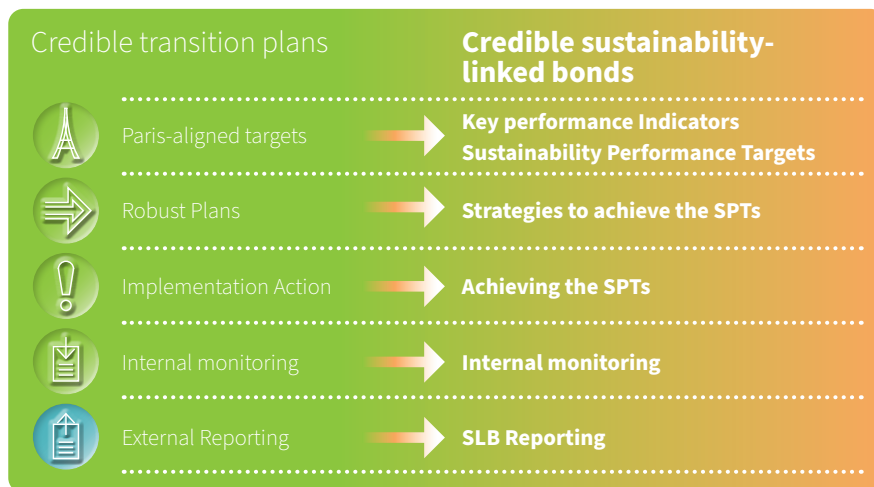 Credible transition plans
Credible sustainability-
linked bonds
Paris-aligned targets
Key performance Indicators
Sustainability Performance Targets
Robust Plans
Strategies to achieve the SPTs
Implementation Action
Achieving the SPTs
Internal monitoring
Internal monitoring
External Reporting
SLB Reporting